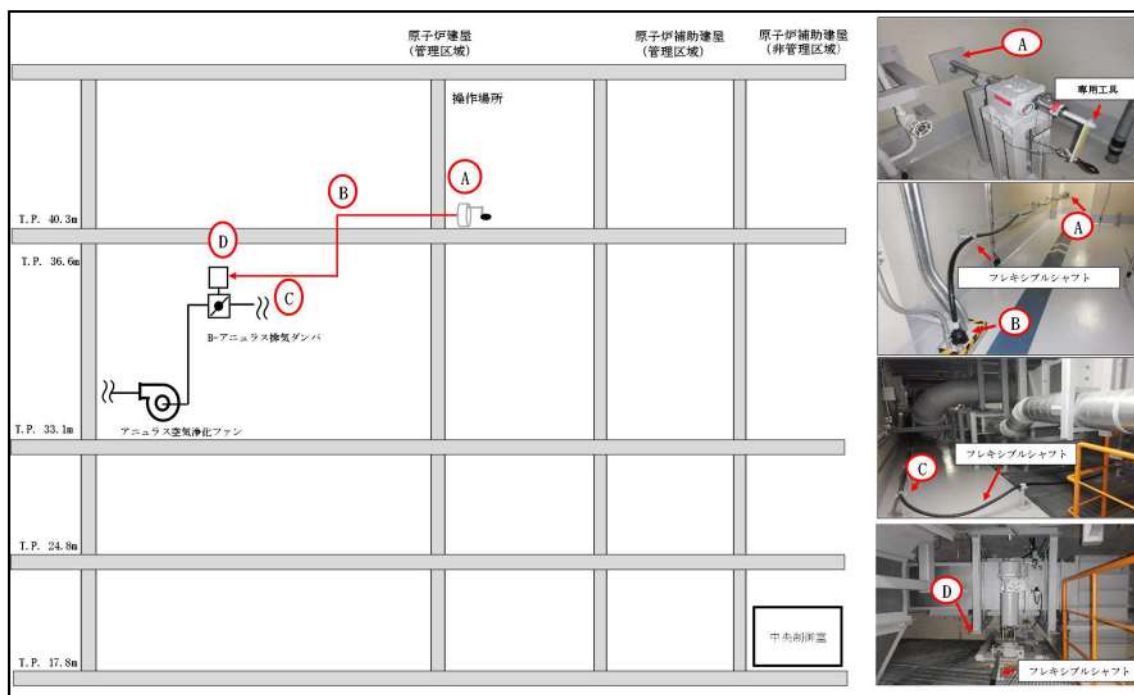 原子炉建屋
(管理区域)
原子炉補助建屋
(管理区域)
原子炉補助建屋
(非管理区域)
操作場所
A
B
T.P. 40.3m
D
T.P. 36.6m
C
B-アニュラス排気ダンパ
アニュラス空気浄化ファン
T.P. 33.1m
T.P. 24.8m
中央制御室
T.P. 17.8m
A
専用工具
A
フレキシブルシャフト
B
フレキシブルシャフト
C
D
フレキシブルシャフト